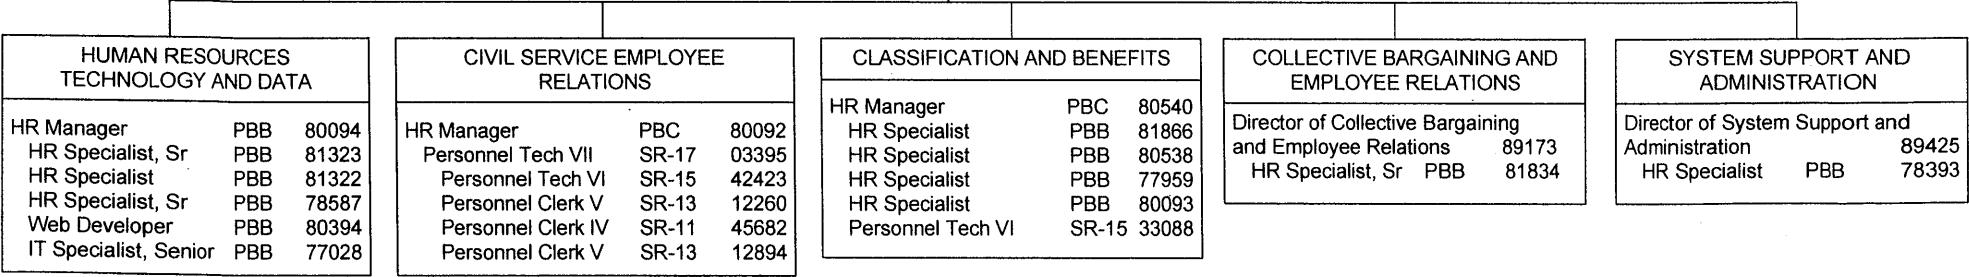 HUMAN RESOURCES
TECHNOLOGY AND DATA
HR Manager PBB 80094
HR Specialist, Sr PBB 81323
HR Specialist PBB 81322
HR Specialist, Sr PBB 78587
Web Developer PBB 80394
IT Specialist, Senior PBB 77028
CIVIL SERVICE EMPLOYEE
RELATIONS
HR Manager PBC 80092
Personnel Tech VII SR-17 03395
Personnel Tech VI SR-15 42423
Personnel Clerk V SR-13 12260
Personnel Clerk IV SR-11 45682
Personnel Clerk V SR-13 12894
CLASSIFICATION AND BENEFITS
HR Manager PBC 80540
HR Specialist PBB 81866
HR Specialist PBB 80538
HR Specialist PBB 77959
HR Specialist PBB 80093
Personnel Tech VI SR-15 33088
COLLECTIVE BARGAINING AND
EMPLOYEE RELATIONS
Director of Collective Bargaining
and Employee Relations 89173
HR Specialist, Sr PBB 81834
SYSTEM SUPPORT AND
ADMINISTRATION
Director of System Support and
Administration 89425
HR Specialist PBB 78393